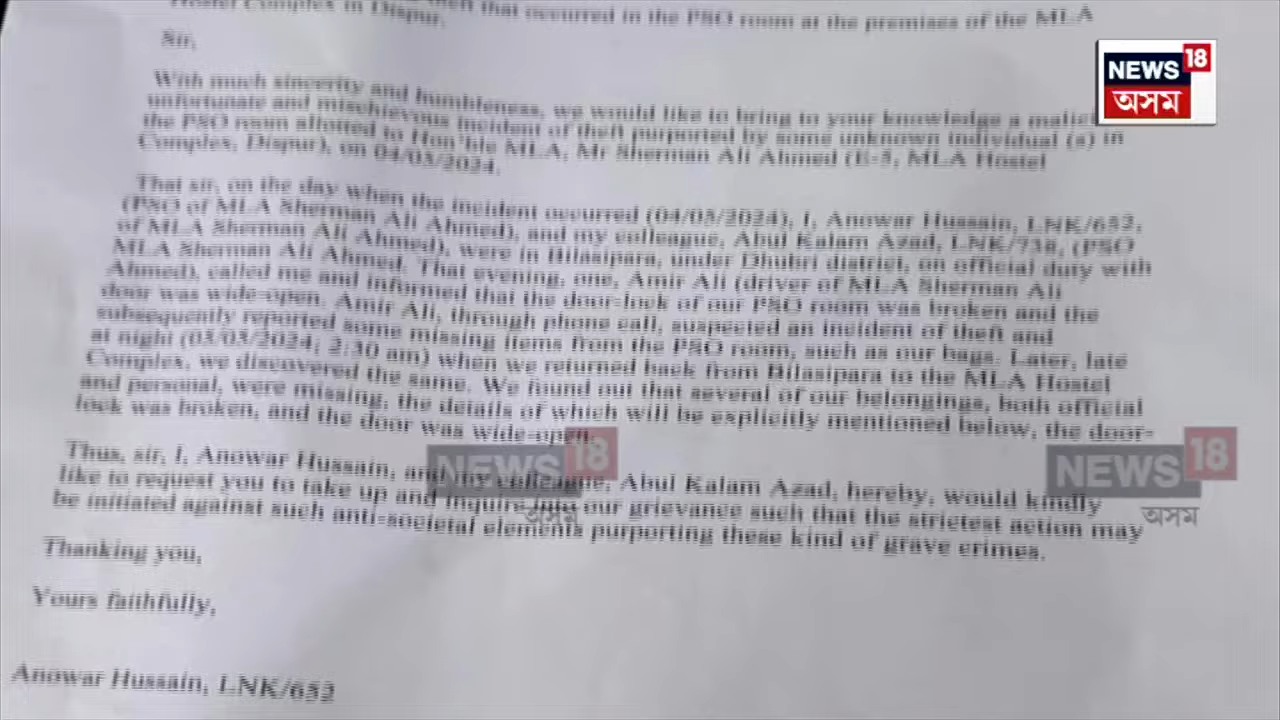 that occurred in the PSO room at the premises of the MLA
Hostel Complex in Dispur.
Sir,
With much sincerity and humbleness, we would like to bring to your knowledge a
unfortunate and mischievous incident of theft purported by some unknown individual (s) in
the PSO room allotted to Hon'ble MLA, Mr Sherman Ali Ahmed (E-5, MLA Hostel
Complex, Dispur), on 04/03/2024.
That sir, on the day when the incident occurred (04/03/2024), I, Anowar Hussain, LNK/652,
(PSO of MLA Sherman Ali Ahmed), and my colleague, Abul Kalam Azad, LNK/738, (PSO
of MLA Sherman Ali Ahmed), were in Bilasipara, under Dhubri district, on official duty with
MLA Sherman Ali Ahmed. That evening, one, Amir Ali (driver of MLA Sherman Ali
Ahmed), called me and informed that the door-lock of our PSO room was broken and the
door was wide-open. Amir Ali, through phone call, suspected an incident of theft and
subsequently reported some missing items from the PSO room, such as our bags. Later, late
at night (05/03/2024; 2:30 am) when we returned back from Bilasipara to the MLA Hostel
Complex, we discovered the same. We found out that several of our belongings, both official
and personal, were missing, the details of which will be explicitly mentioned below, the door-
lock was broken, and the door was wide-open.
Thus, sir, I, Anowar Hussain, and my colleague, Abul Kalam Azad, hereby, would kindly
like to request you to take up and inquire our grievance such that the strictest action may
be initiated against such anti-societal elements purporting these kind of grave crimes.
Thanking you,
Yours faithfully,
Anowar Hussain, LNK/652
NEWS 18
অসম
NEWS 18
অসম
NEWS 18
অসম